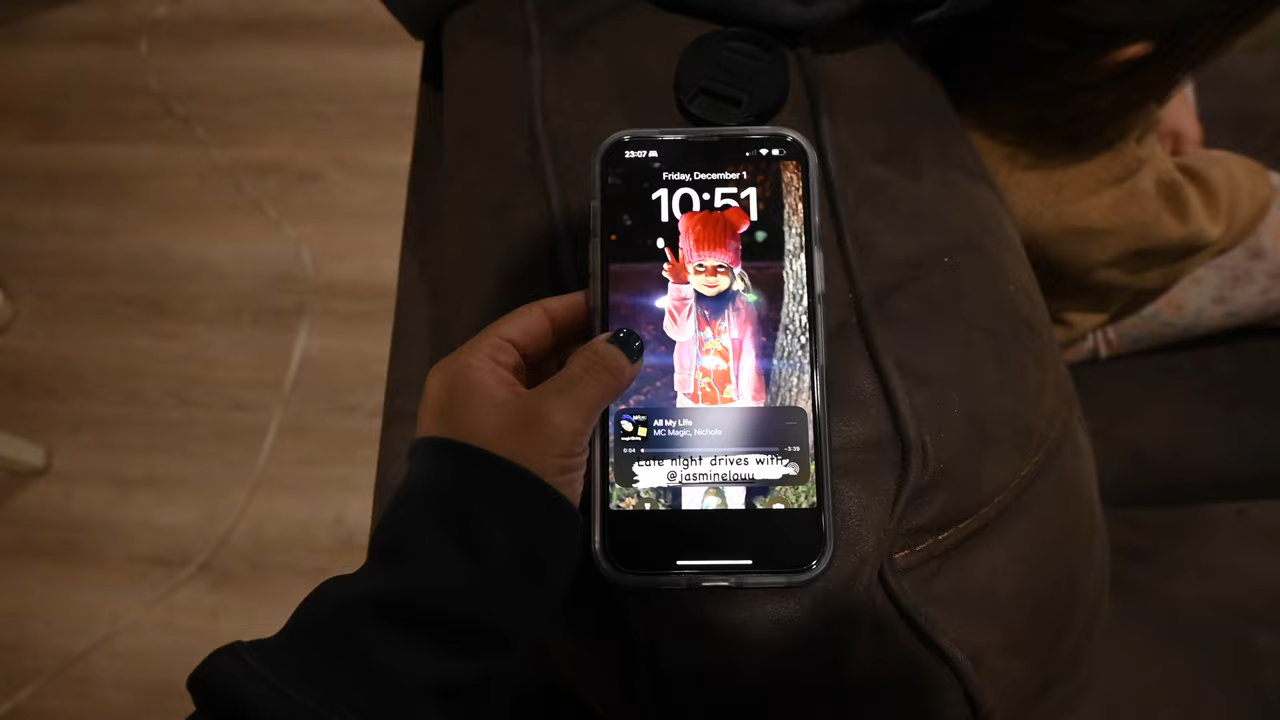 23:07
Friday, December 1
10:51
All My Life
MC Magic, Nichole
0:04
-3:39
Late night drives with
@jasminelouu